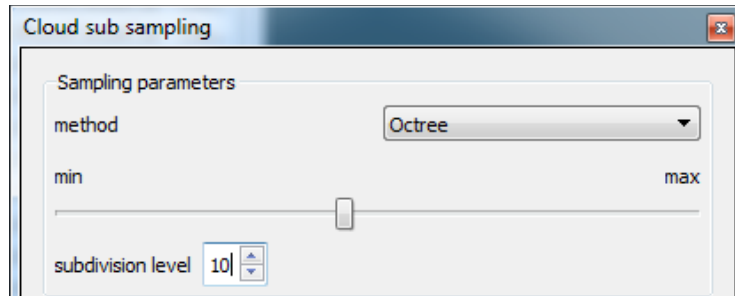 Cloud sub sampling
Sampling parameters
method Octree
min max
subdivision level 10